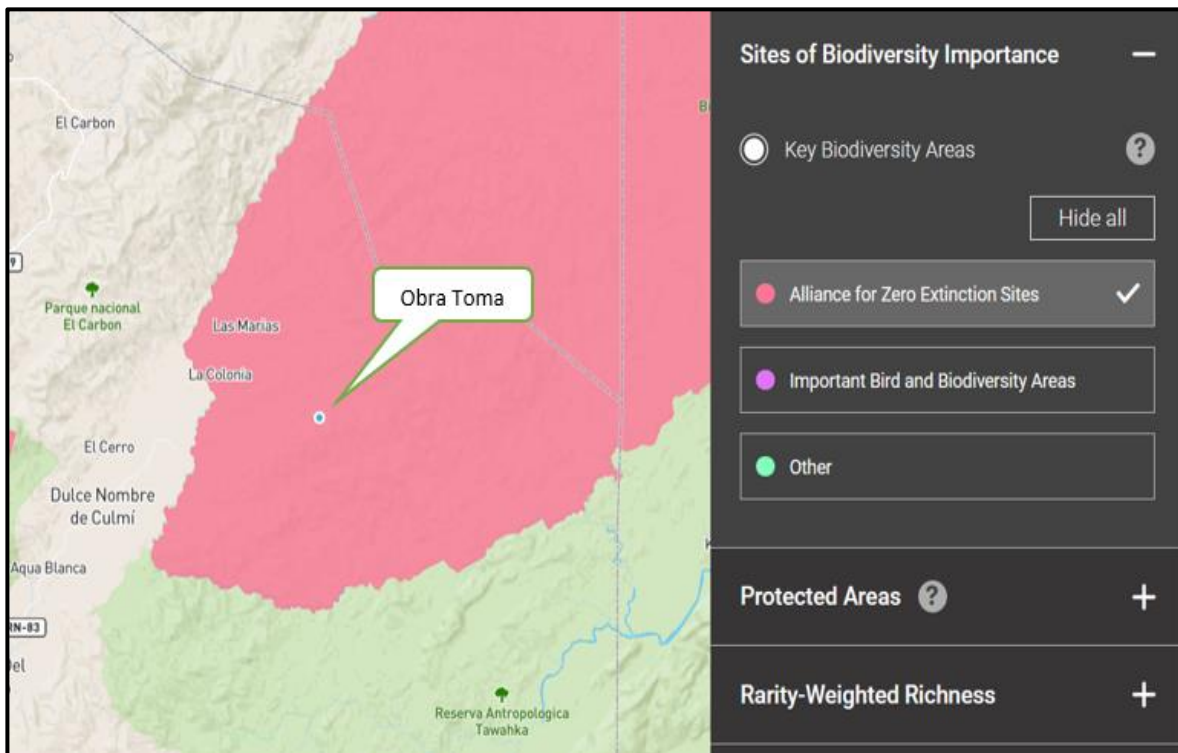 El Carbon
Parque nacional
El Carbon
Las Marias
La Colonia
Obra Toma
El Cerro
Dulce Nombre
de Culmí
Agua Blanca
RN-83
Reserva Antropologica
Tawahka
Sites of Biodiversity Importance
Key Biodiversity Areas
?
Hide all
Alliance for Zero Extinction Sites
Important Bird and Biodiversity Areas
Other
Protected Areas ?
Rarity-Weighted Richness